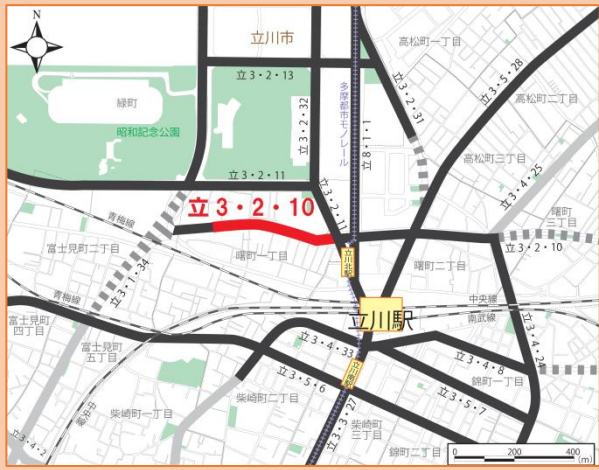 N
立川市
高松町一丁目
立3・2・13
立3・5・28
緑町
立3・2・32
多摩都市モノレール
立3・2・31
高松町二丁目
昭和記念公園
立8・1・1
高松町三丁目
立3・4・25
立3・2・11
立3・2・11
曙町
三丁目
青梅線
立3・2・10
立3・2・10
富士見町二丁目
曙町一丁目
立川北駅
曙町二丁目
立3・1・34
中央線
青梅線
立川駅
南武線
富士見町
四丁目
富士見町
五丁目
立3・4・33
立3・4・8
立3・4・24
立川南駅
錦町一丁目
立3・5・6
柴崎町二丁目
立3・5・7
柴崎町一丁目
立3・3・27
柴崎町
三丁目
立3・4・2
錦町二丁目
0 200 400
(m)